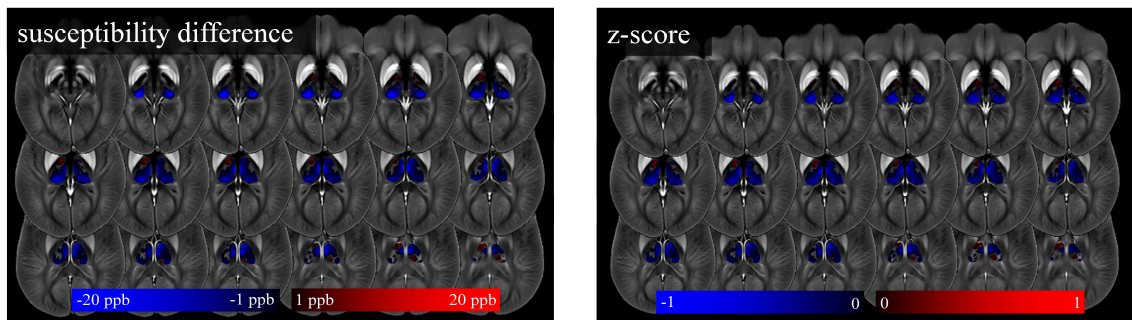 susceptibility difference
-20 ppb -1 ppb 1 ppb 20 ppb
z-score
-1 0 0 1